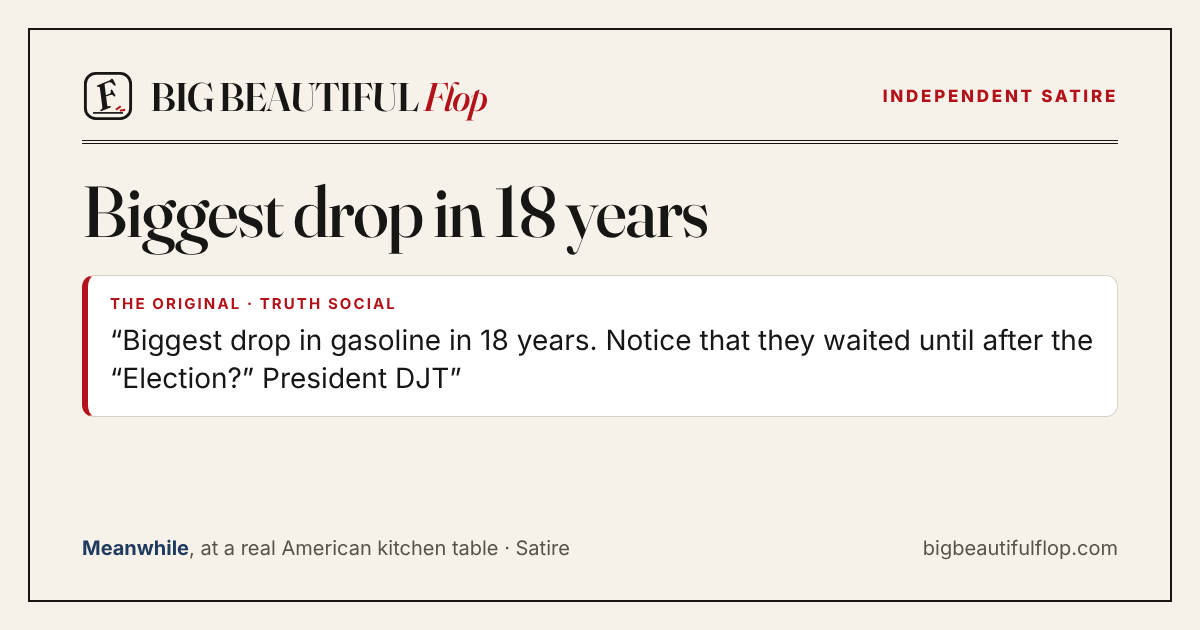 F
BIG BEAUTIFUL Flop
INDEPENDENT SATIRE
Biggest drop in 18 years
THE ORIGINAL · TRUTH SOCIAL
“Biggest drop in gasoline in 18 years. Notice that they waited until after the
“Election?” President DJT”
Meanwhile, at a real American kitchen table · Satire
bigbeautifulflop.com